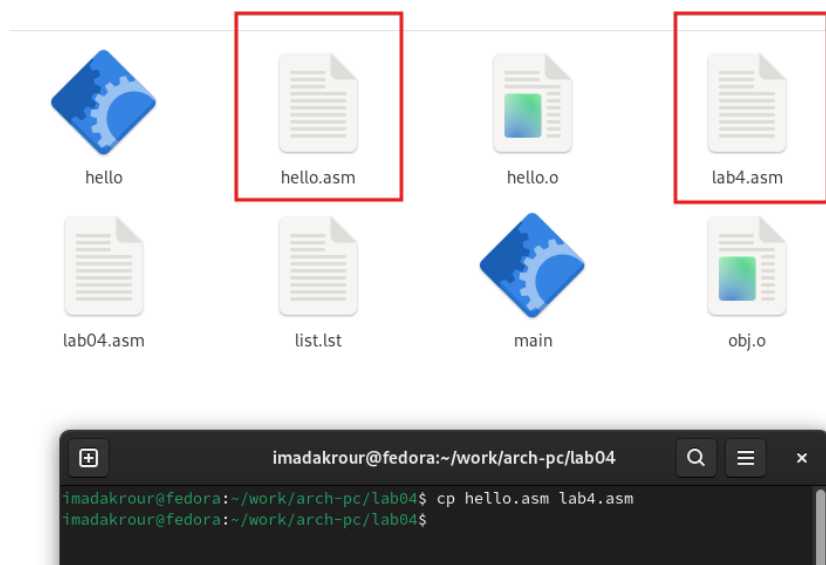 hello hello.asm hello.o lab4.asm
lab04.asm list.lst main obj.o
imadakrour@fedora:~/work/arch-pc/lab04
imadakrour@fedora:~/work/arch-pc/lab04$ cp hello.asm lab4.asm
imadakrour@fedora:~/work/arch-pc/lab04$